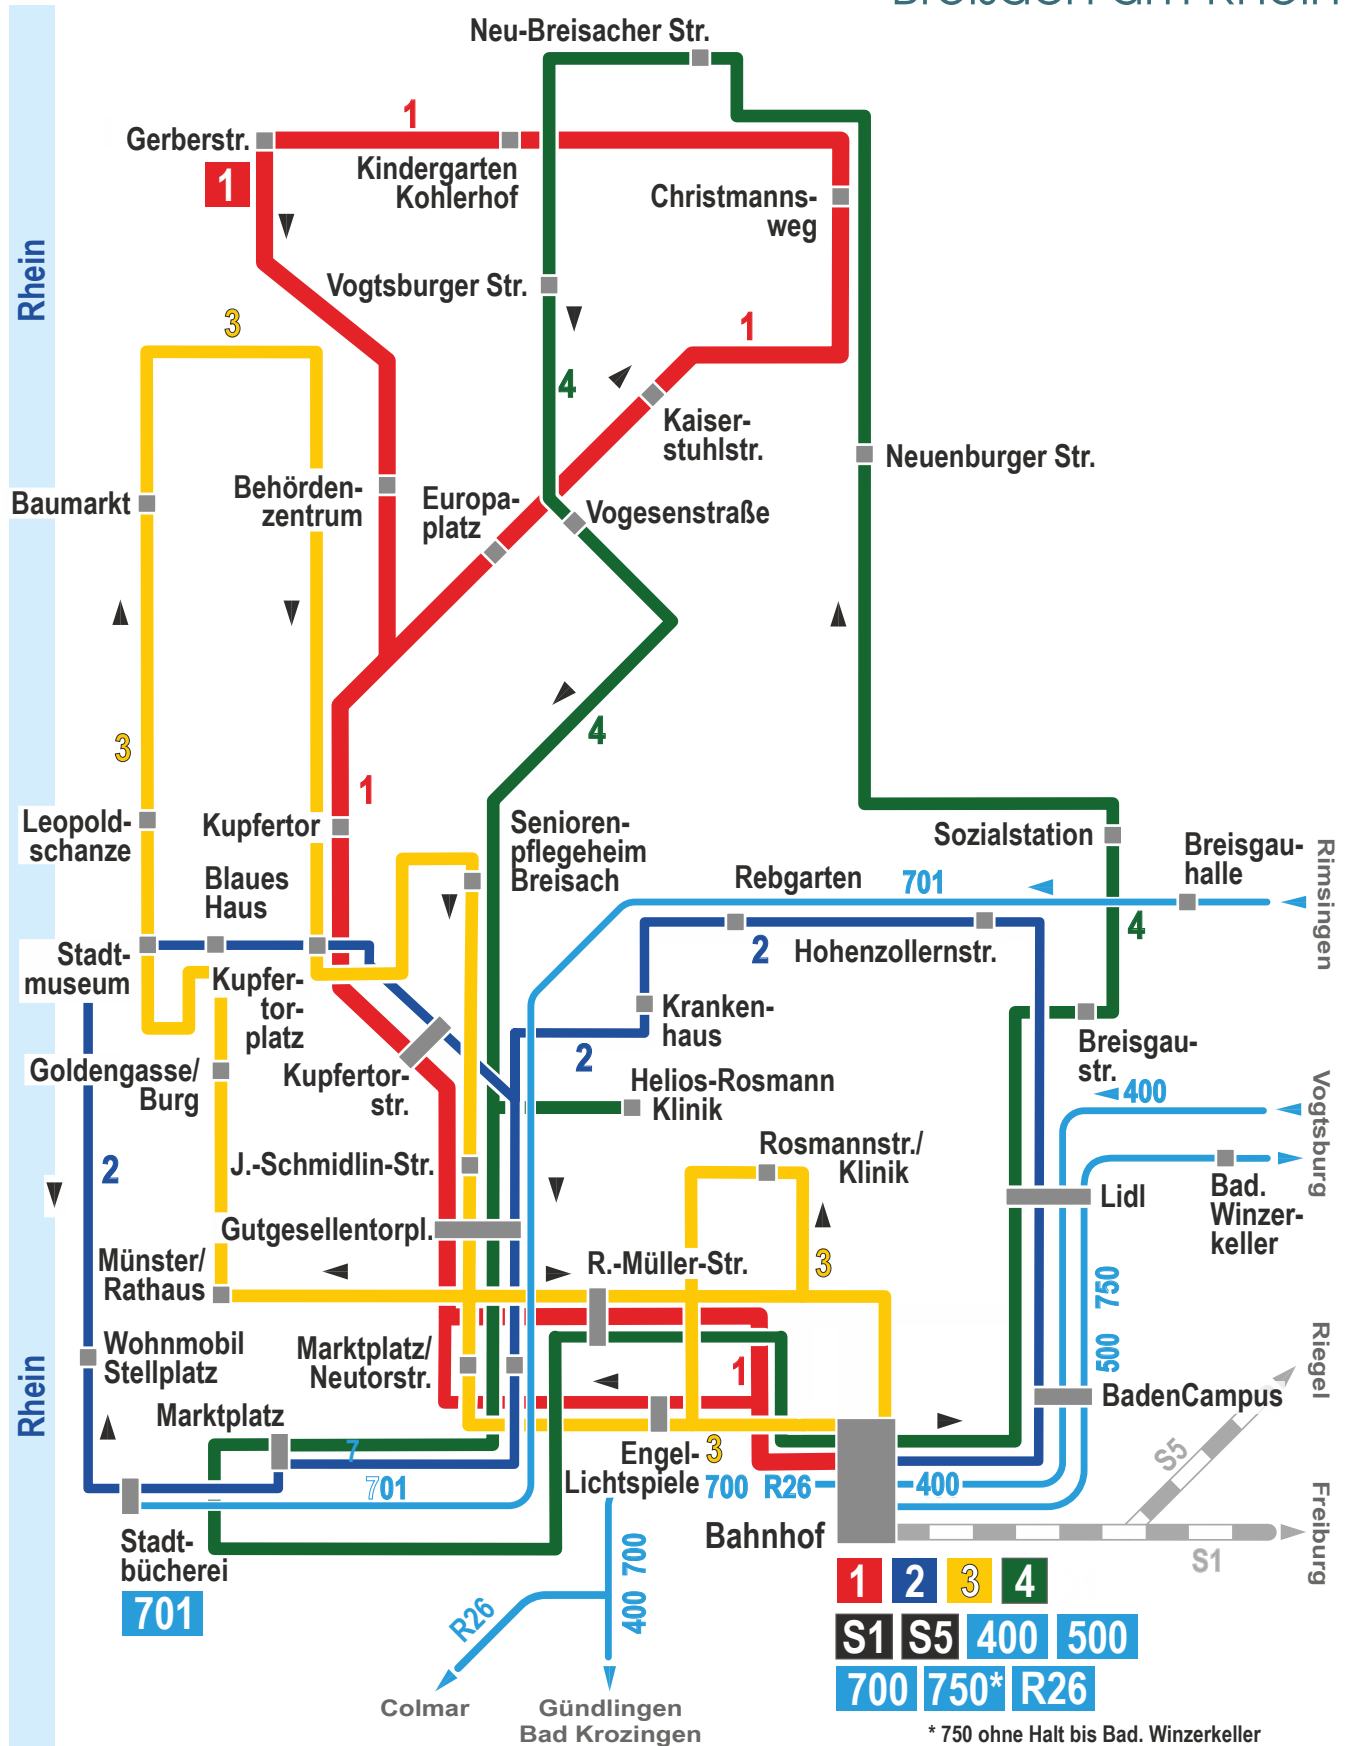 Breisach am Rhein
Neu-Breisacher Str.
1
Gerberstr.
1
Kindergarten
Kohlerhof
Christmanns-
weg
Rhein
Vogtsburger Str.
3
1
4
Kaiser-
stuhlstr.
Baumarkt
Behörden-
zentrum
Europa-
platz
Vogesenstraße
Neuenburger Str.
3
4
1
Leopold-
schanze
Kupfertor
Senioren-
pflegeheim
Breisach
Sozialstation
Breisgau-
halle
Rimsingen
Blaues
Haus
Rebgarten
701
4
Stadt-
museum
2
Hohenzollernstr.
Kupfer-
tor-
platz
Kranken-
haus
2
Breisgau-
str.
Goldengasse/
Burg
Kupfertor-
str.
Helios-Rosmann
Klinik
400
Vogtsburg
2
J.-Schmidlin-Str.
Rosmannstr./
Klinik
Lidl
Bad.
Winzer-
keller
Gutgesellentorpl.
Münster/
Rathaus
R.-Müller-Str.
3
500 750
Riegel
Rhein
Wohnmobil
Stellplatz
Marktplatz/
Neutorstr.
1
BadenCampus
Marktplatz
7
Engel-
Lichtspiele
3
S5
701
700 R26
400
Freiburg
Stadt-
bücherei
Bahnhof
S1
701
R26
400 700
1 2 3 4
S1 S5 400 500
700 750* R26
Colmar
Gündlingen
Bad Krozingen
* 750 ohne Halt bis Bad. Winzerkeller